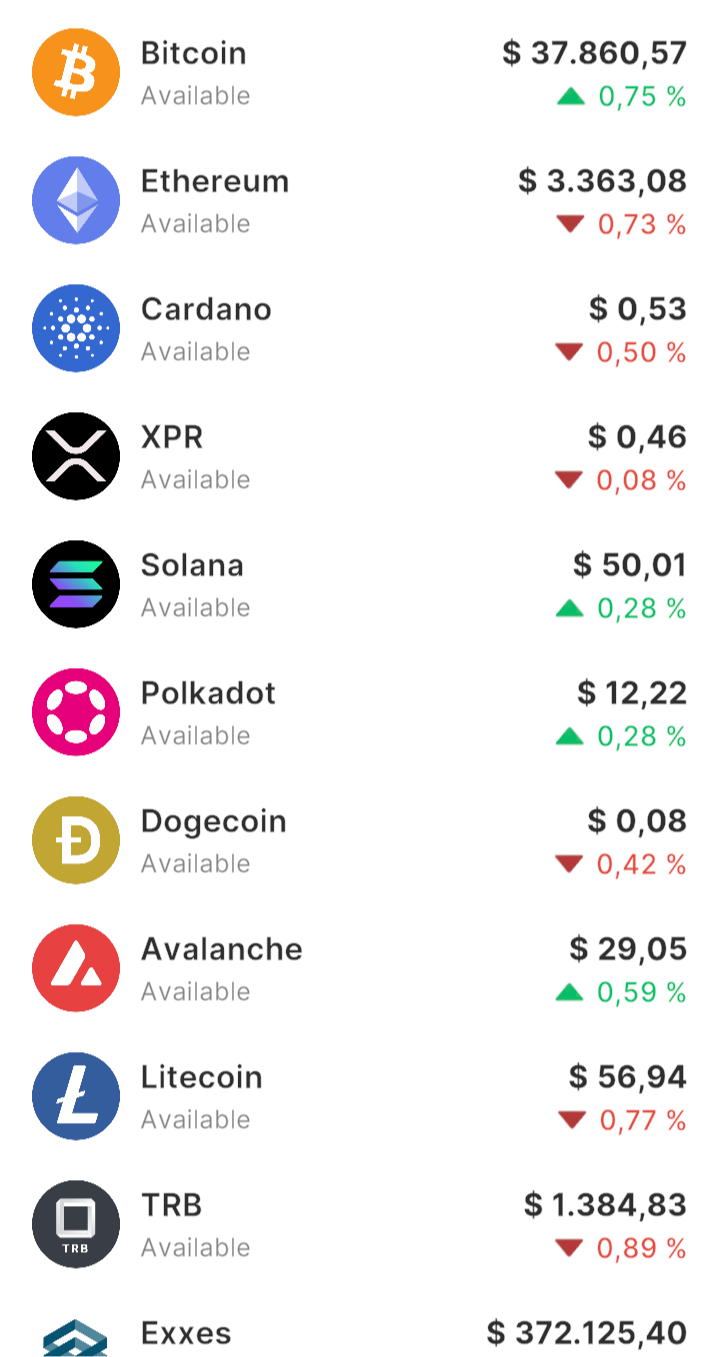 Bitcoin $ 37.860,57
Available ▲ 0,75 %
Ethereum $ 3.363,08
Available ▼ 0,73 %
Cardano $ 0,53
Available ▼ 0,50 %
XPR $ 0,46
Available ▼ 0,08 %
Solana $ 50,01
Available ▲ 0,28 %
Polkadot $ 12,22
Available ▲ 0,28 %
Dogecoin $ 0,08
Available ▼ 0,42 %
Avalanche $ 29,05
Available ▲ 0,59 %
Litecoin $ 56,94
Available ▼ 0,77 %
TRB $ 1.384,83
TRB Available ▼ 0,89 %
Exxes $ 372.125,40